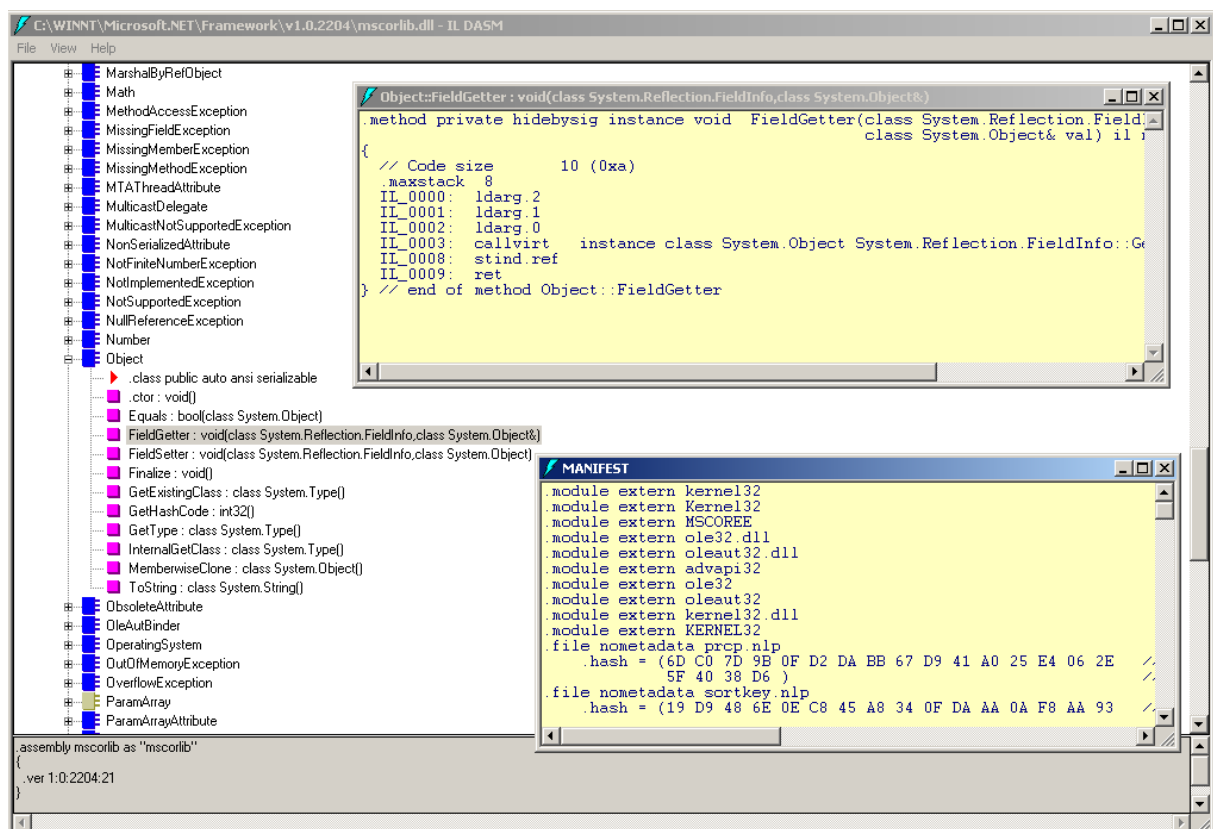 C:\WINNT\Microsoft.NET\Framework\v1.0.2204\mscorlib.dll - IL DASM
File View Help
MarshalByRefObject
Math
MethodAccessException
MissingFieldException
MissingMemberException
MissingMethodException
MTAThreadAttribute
MulticastDelegate
MulticastNotSupportedException
NonSerializedAttribute
NotFiniteNumberException
NotImplementedException
NotSupportedException
NullReferenceException
Number
Object
.class public auto ansi serializable
.ctor : void()
Equals : bool(class System.Object)
FieldGetter : void(class System.Reflection.FieldInfo,class System.Object&)
FieldSetter : void(class System.Reflection.FieldInfo,class System.Object)
Finalize : void()
GetExistingClass : class System.Type()
GetHashCode : int32()
GetType : class System.Type()
InternalGetClass : class System.Type()
MemberwiseClone : class System.Object()
ToString : class System.String()
ObsoleteAttribute
OleAutBinder
OperatingSystem
OutOfMemoryException
OverflowException
ParamArray
ParamArrayAttribute
Object::FieldGetter : void(class System.Reflection.FieldInfo,class System.Object&)
.method private hidebysig instance void FieldGetter(class System.Reflection.Field
class System.Object& val) il
{
// Code size 10 (0xa)
.maxstack 8
IL_0000: ldarg.2
IL_0001: ldarg.1
IL_0002: ldarg.0
IL_0003: callvirt instance class System.Object System.Reflection.FieldInfo::Ge
IL_0008: stind.ref
IL_0009: ret
} // end of method Object::FieldGetter
MANIFEST
.module extern kernel32
.module extern Kernel32
.module extern MSCOREE
.module extern ole32.dll
.module extern oleaut32.dll
.module extern advapi32
.module extern ole32
.module extern oleaut32
.module extern kernel32.dll
.module extern KERNEL32
.file nometadata prcp.nlp
.hash = (6D C0 7D 9B 0F D2 DA BB 67 D9 41 A0 25 E4 06 2E //
5F 40 38 D6 ) //
.file nometadata sortkey.nlp
.hash = (19 D9 48 6E 0E C8 45 A8 34 0F DA AA 0A F8 AA 93 //
.assembly mscorlib as "mscorlib"
{
.ver 1:0:2204:21
}